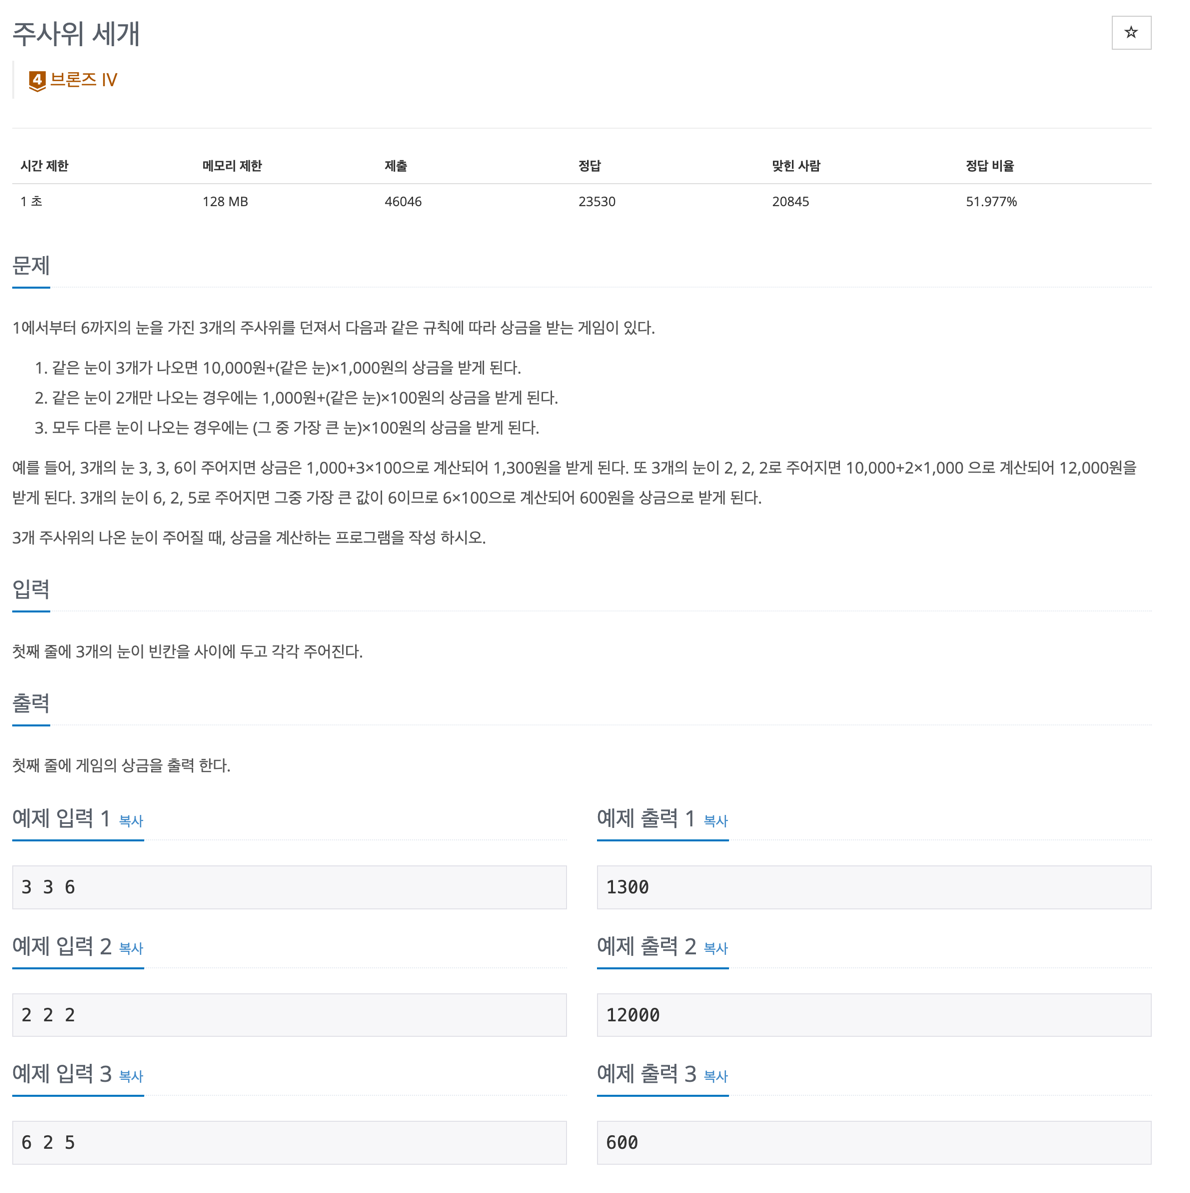 주사위 세개
☆
4 브론즈 IV
시간 제한 메모리 제한 제출 정답 맞힌 사람 정답 비율
1 초 128 MB 46046 23530 20845 51.977%
문제
1에서부터 6까지의 눈을 가진 3개의 주사위를 던져서 다음과 같은 규칙에 따라 상금을 받는 게임이 있다.
1. 같은 눈이 3개가 나오면 10,000원+(같은 눈)×1,000원의 상금을 받게 된다.
2. 같은 눈이 2개만 나오는 경우에는 1,000원+(같은 눈)×100원의 상금을 받게 된다.
3. 모두 다른 눈이 나오는 경우에는 (그 중 가장 큰 눈)×100원의 상금을 받게 된다.
예를 들어, 3개의 눈 3, 3, 6이 주어지면 상금은 1,000+3×100으로 계산되어 1,300원을 받게 된다. 또 3개의 눈이 2, 2, 2로 주어지면 10,000+2×1,000 으로 계산되어 12,000원을
받게 된다. 3개의 눈이 6, 2, 5로 주어지면 그중 가장 큰 값이 6이므로 6×100으로 계산되어 600원을 상금으로 받게 된다.
3개 주사위의 나온 눈이 주어질 때, 상금을 계산하는 프로그램을 작성 하시오.
입력
첫째 줄에 3개의 눈이 빈칸을 사이에 두고 각각 주어진다.
출력
첫째 줄에 게임의 상금을 출력 한다.
예제 입력 1 복사
3 3 6
예제 출력 1 복사
1300
예제 입력 2 복사
2 2 2
예제 출력 2 복사
12000
예제 입력 3 복사
6 2 5
예제 출력 3 복사
600